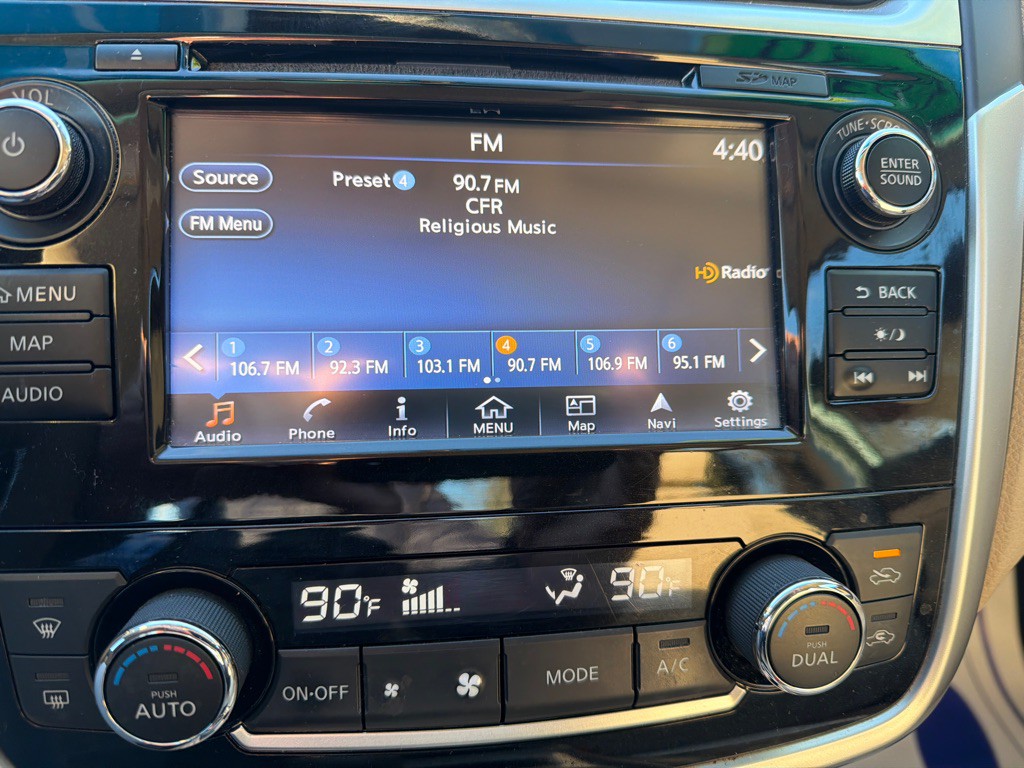 SD MAP
VOL
FM
4:40
TUNE·SCR
ENTER
SOUND
Source
Preset 4
90.7 FM
CFR
FM Menu
Religious Music
HD Radio
MENU
MAP
AUDIO
BACK
1 2 3 4 5 6
106.7 FM 92.3 FM 103.1 FM 90.7 FM 106.9 FM 95.1 FM
Audio Phone Info MENU Map Navi Settings
90°F 90°F
PUSH
AUTO
ON·OFF
MODE
A/C
PUSH
DUAL